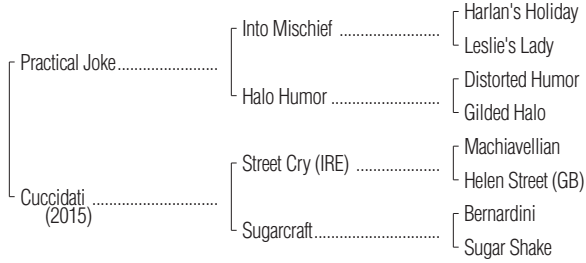 Harlan's Holiday
Into Mischief ....................
Leslie's Lady
Practical Joke........................
Distorted Humor
Halo Humor ......................
Gilded Halo
Machiavellian
Street Cry (IRE) .................
Helen Street (GB)
Cuccidati .............................
(2015)
Bernardini
Sugarcraft..........................
Sugar Shake